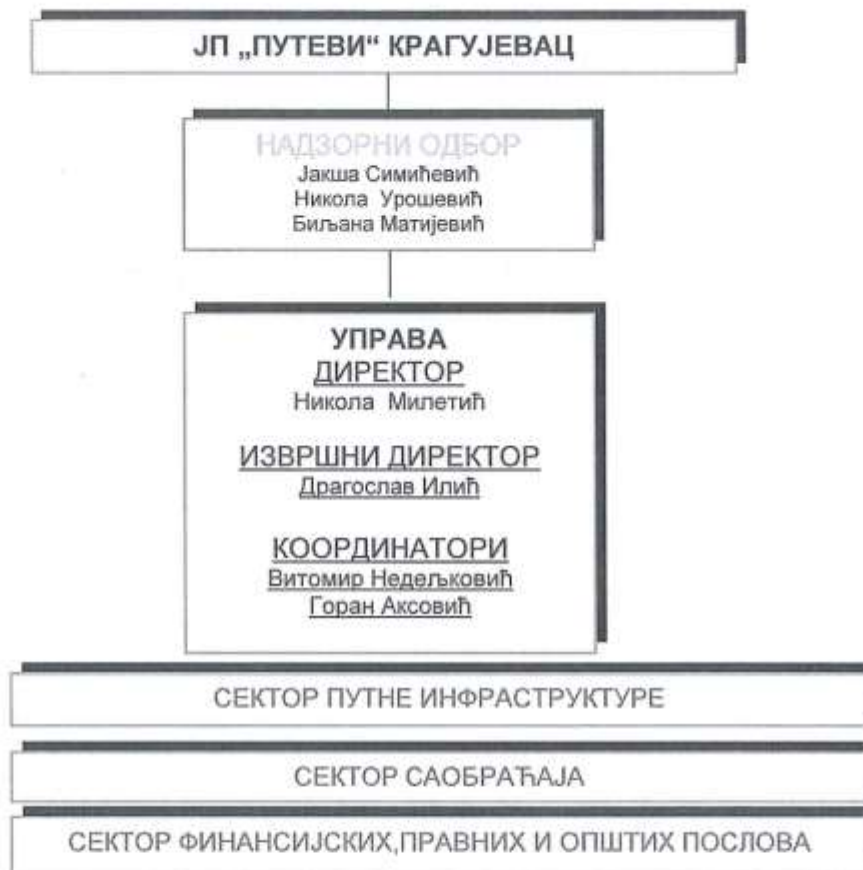 ЈП „ПУТЕВИ“ КРАГУЈЕВАЦ
НАДЗОРНИ ОДБОР
Јакша Симићевић
Никола Урошевић
Биљана Матијевић
УПРАВА
ДИРЕКТОР
Никола Милетић
ИЗВРШНИ ДИРЕКТОР
Драгослав Илић
КООРДИНАТОРИ
Витомир Недељковић
Горан Аксовић
СЕКТОР ПУТНЕ ИНФРАСТРУКТУРЕ
СЕКТОР САОБРАЋАЈА
СЕКТОР ФИНАНСИЈСКИХ,ПРАВНИХ И ОПШТИХ ПОСЛОВА